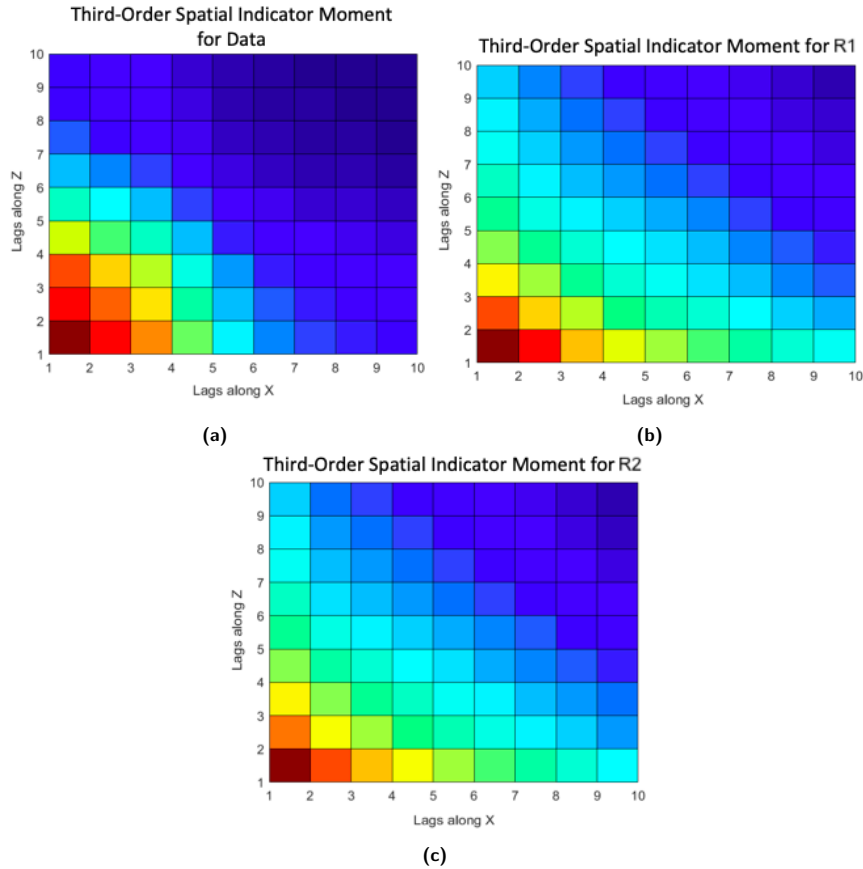 Third-Order Spatial Indicator Moment
for Data
10
9
8
7
6
5
4
3
2
1
Lags along Z
1 2 3 4 5 6 7 8 9 10
Lags along X
(a)
Third-Order Spatial Indicator Moment for R1
10
9
8
7
6
5
4
3
2
1
Lags along Z
1 2 3 4 5 6 7 8 9 10
Lags along X
(b)
Third-Order Spatial Indicator Moment for R2
10
9
8
7
6
5
4
3
2
1
Lags along Z
1 2 3 4 5 6 7 8 9 10
Lags along X
(c)